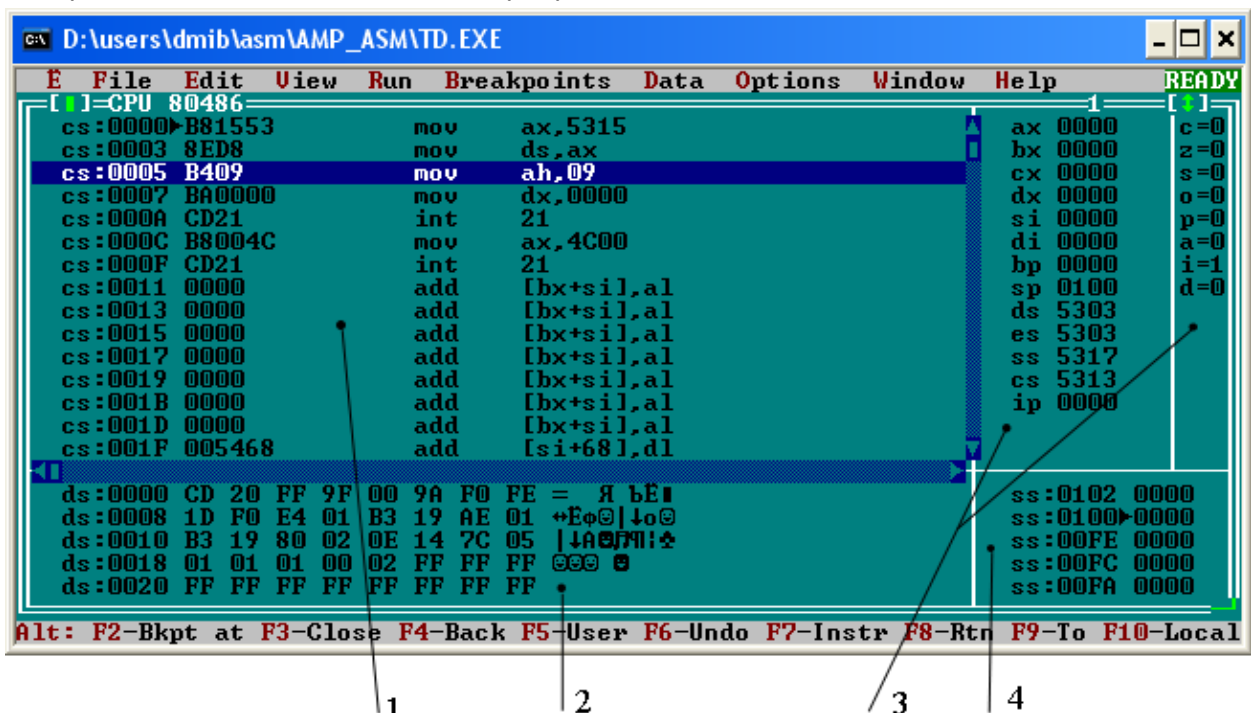 D:\users\dmib\asm\AMP_ASM\TD.EXE
Ë File Edit View Run Breakpoints Data Options Window Help READY
[ ]=CPU 80486 1 [↕]
cs:0000►B81553 mov ax,5315 ax 0000 c=0
cs:0003 8ED8 mov ds,ax bx 0000 z=0
cs:0005 B409 mov ah,09 cx 0000 s=0
cs:0007 BA0000 mov dx,0000 dx 0000 o=0
cs:000A CD21 int 21 si 0000 p=0
cs:000C B8004C mov ax,4C00 di 0000 a=0
cs:000F CD21 int 21 bp 0000 i=1
cs:0011 0000 add [bx+si],al sp 0100 d=0
cs:0013 0000 add [bx+si],al ds 5303
cs:0015 0000 add [bx+si],al es 5303
cs:0017 0000 add [bx+si],al ss 5317
cs:0019 0000 add [bx+si],al cs 5313
cs:001B 0000 add [bx+si],al ip 0000
cs:001D 0000 add [bx+si],al
cs:001F 005468 add [si+68],dl
ds:0000 CD 20 FF 9F 00 9A F0 FE = Я ЪË∎ ss:0102 0000
ds:0008 1D F0 E4 01 B3 19 AE 01 ↔Ëф☺|↓о☺ ss:0100►0000
ds:0010 B3 19 80 02 0E 14 7C 05 |↓А☻♫¶¦♣ ss:00FE 0000
ds:0018 01 01 01 00 02 FF FF FF ☺☺☺ ☻ ss:00FC 0000
ds:0020 FF FF FF FF FF FF FF FF ss:00FA 0000
Alt: F2-Bkpt at F3-Close F4-Back F5-User F6-Undo F7-Instr F8-Rtn F9-To F10-Local
1 2 3 4